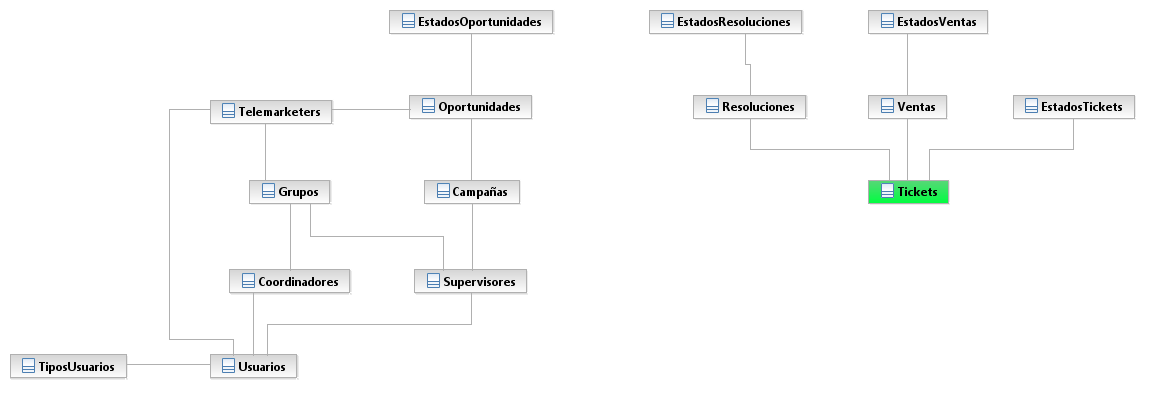 EstadosOportunidades
EstadosResoluciones
EstadosVentas
Telemarketers
Oportunidades
Resoluciones
Ventas
EstadosTickets
Grupos
Campañas
Tickets
Coordinadores
Supervisores
TiposUsuarios
Usuarios